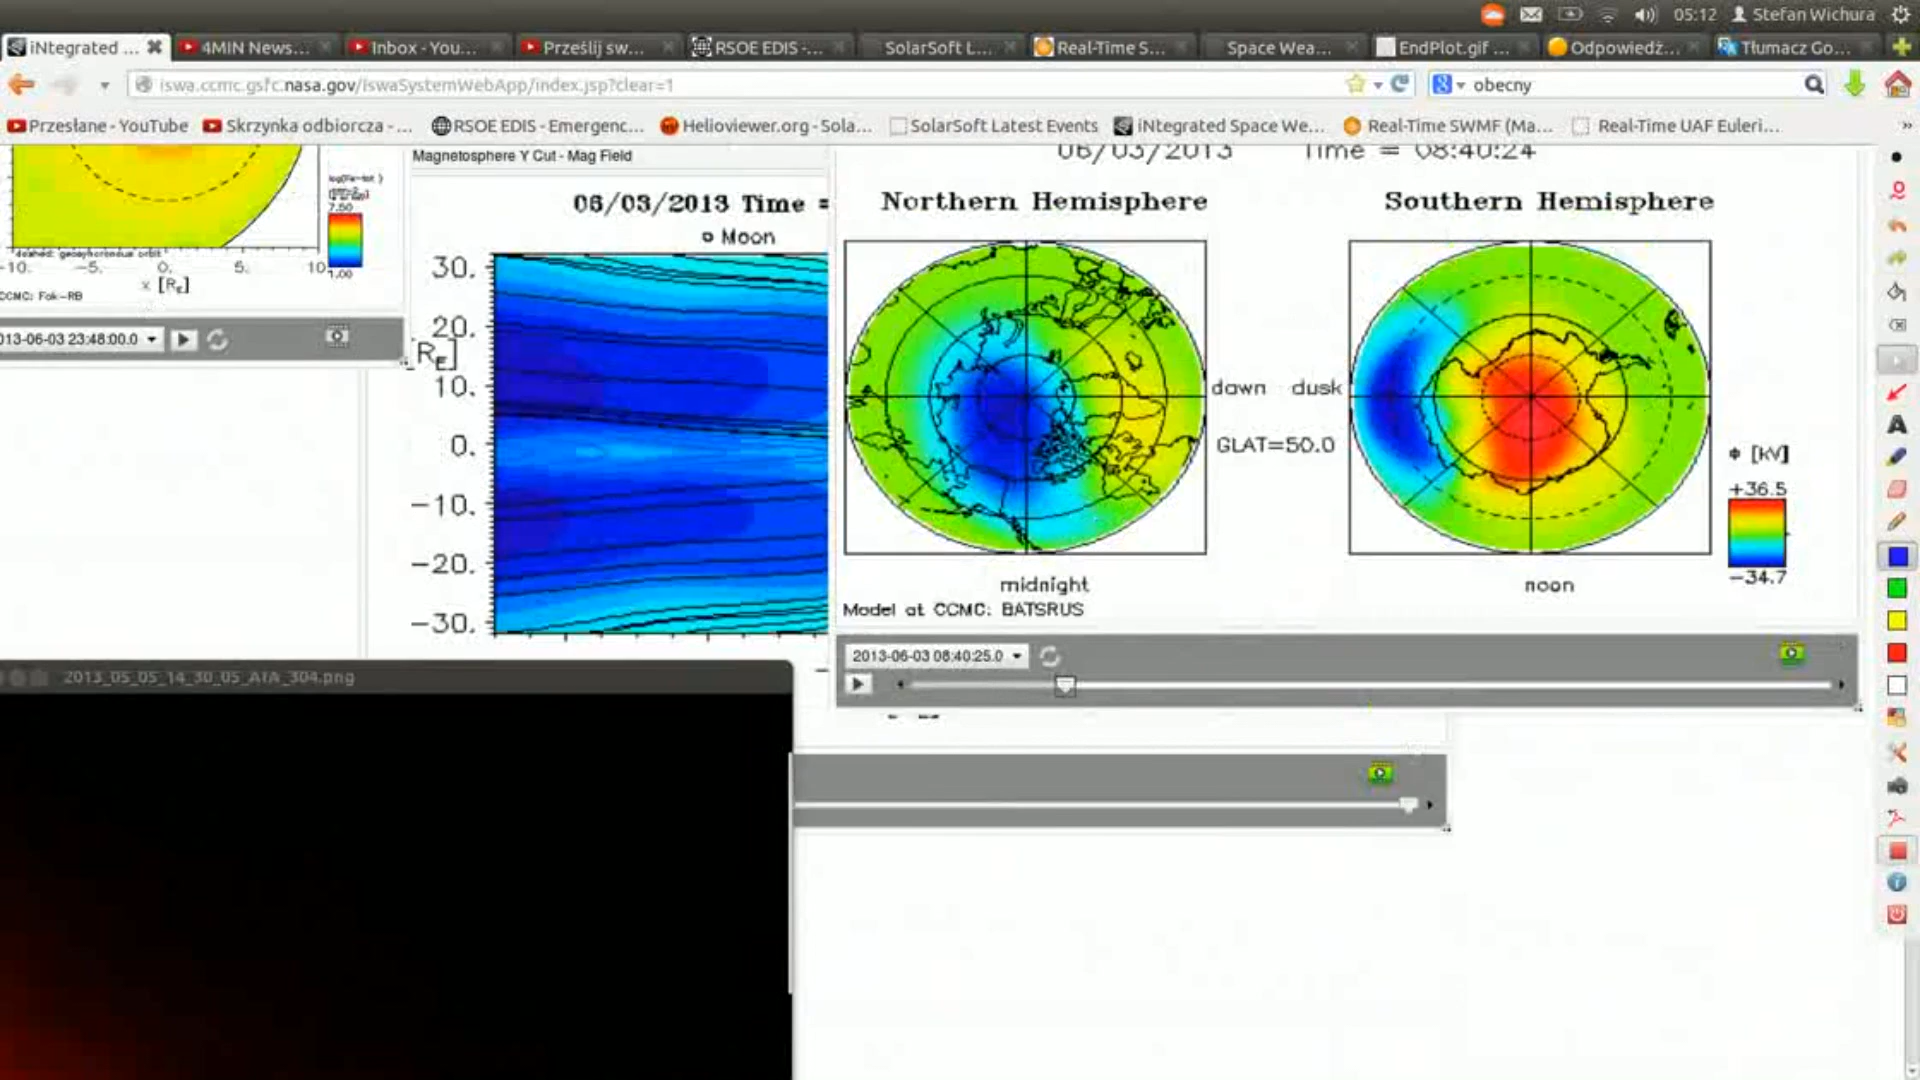 05:12 Stefan Wichura
iNtegrated ... 4MIN News... Inbox - You... Prześlij sw... RSOE EDIS -... SolarSoft L... Real-Time S... Space Wea... EndPlot.gif ... Odpowiedź... Tłumacz Go...
iswa.ccmc.gsfc.nasa.gov/IswaSystemWebApp/index.jsp?clear=1 obecny
Przesłane - YouTube Skrzynka odbiorcza - ... RSOE EDIS - Emergenc... Helioviewer.org - Sola... SolarSoft Latest Events iNtegrated Space We... Real-Time SWMF (Ma... Real-Time UAF Euleri... »
Magnetosphere Y Cut - Mag Field
06/03/2013 Time = 08:40:24
7.50
1.00
dashed: geosynchronous orbit
-10. -5. 0. 5. 10.
x [RE]
CCMC: Fok-RB
013-06-03 23:48:00.0
06/03/2013 Time =
Moon
30.
20.
[RE]
10.
0.
-10.
-20.
-30.
Northern Hemisphere Southern Hemisphere
dawn dusk
GLAT=50.0
Φ [kV]
+36.5
-34.7
midnight noon
Model at CCMC: BATSRUS
2013-06-03 08:40:25.0
2013_05_05_14_30_05_AIA_304.png
A